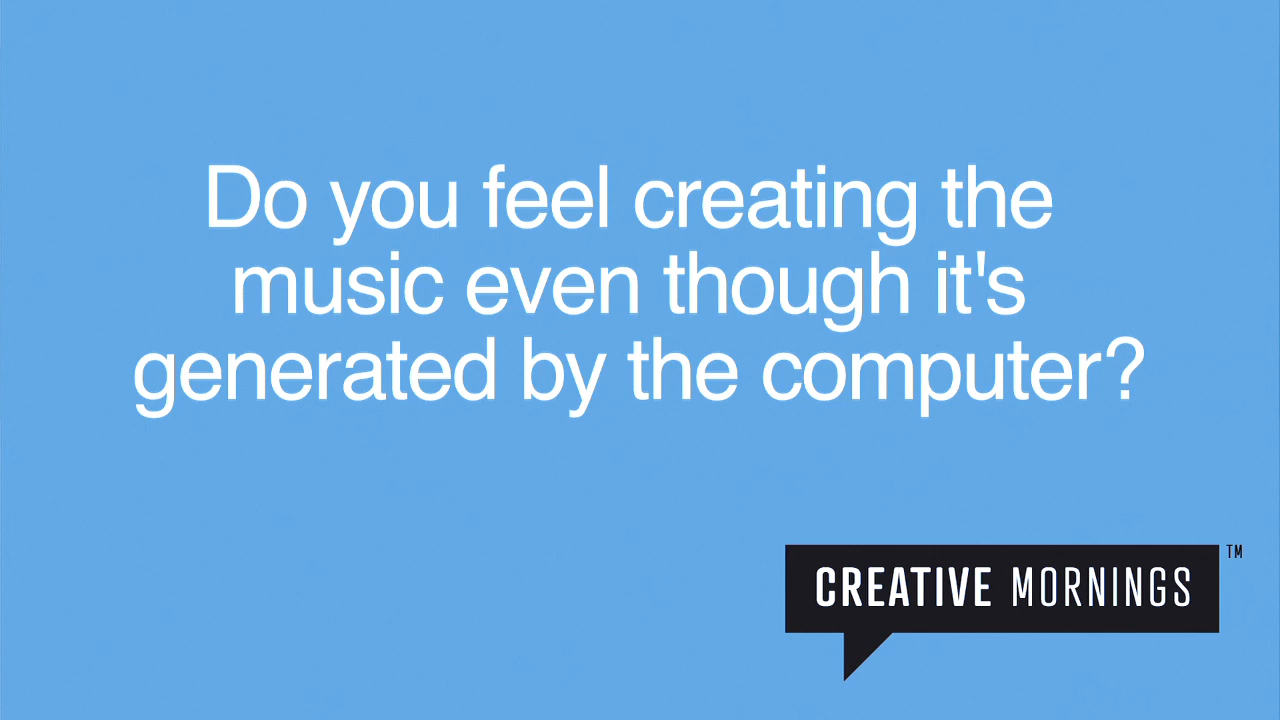 Do you feel creating the
music even though it's
generated by the computer?
CREATIVE MORNINGS TM